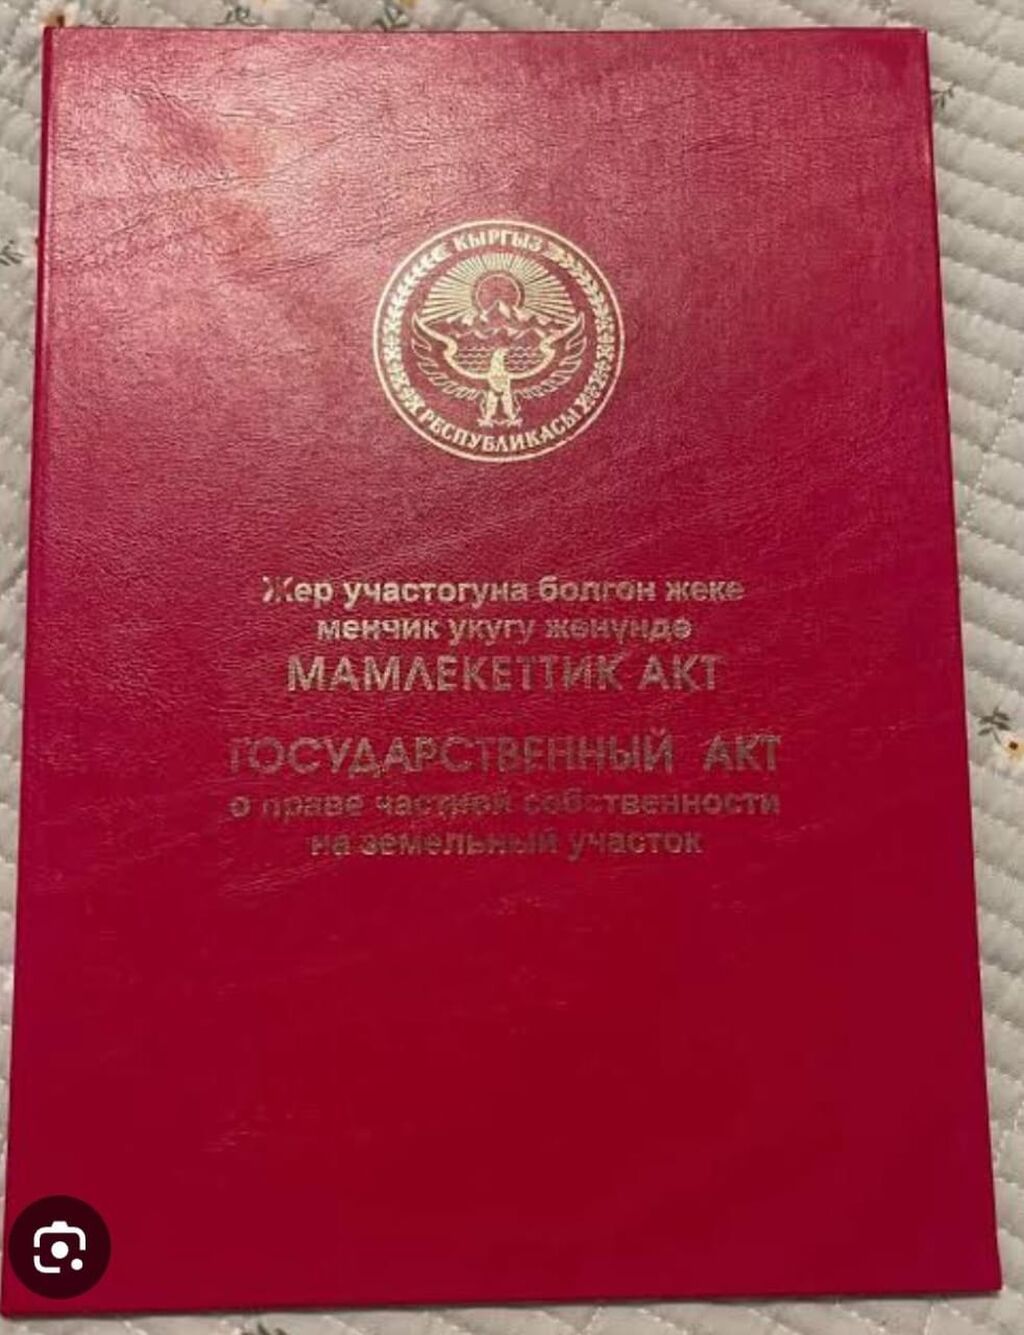 КЫРГЫЗ
РЕСПУБЛИКАСЫ
Жер участогуна болгон жеке
менчик укугу жөнүндө
МАМЛЕКЕТТИК АКТ
ГОСУДАРСТВЕННЫЙ АКТ
о праве частной собственности
на земельный участок